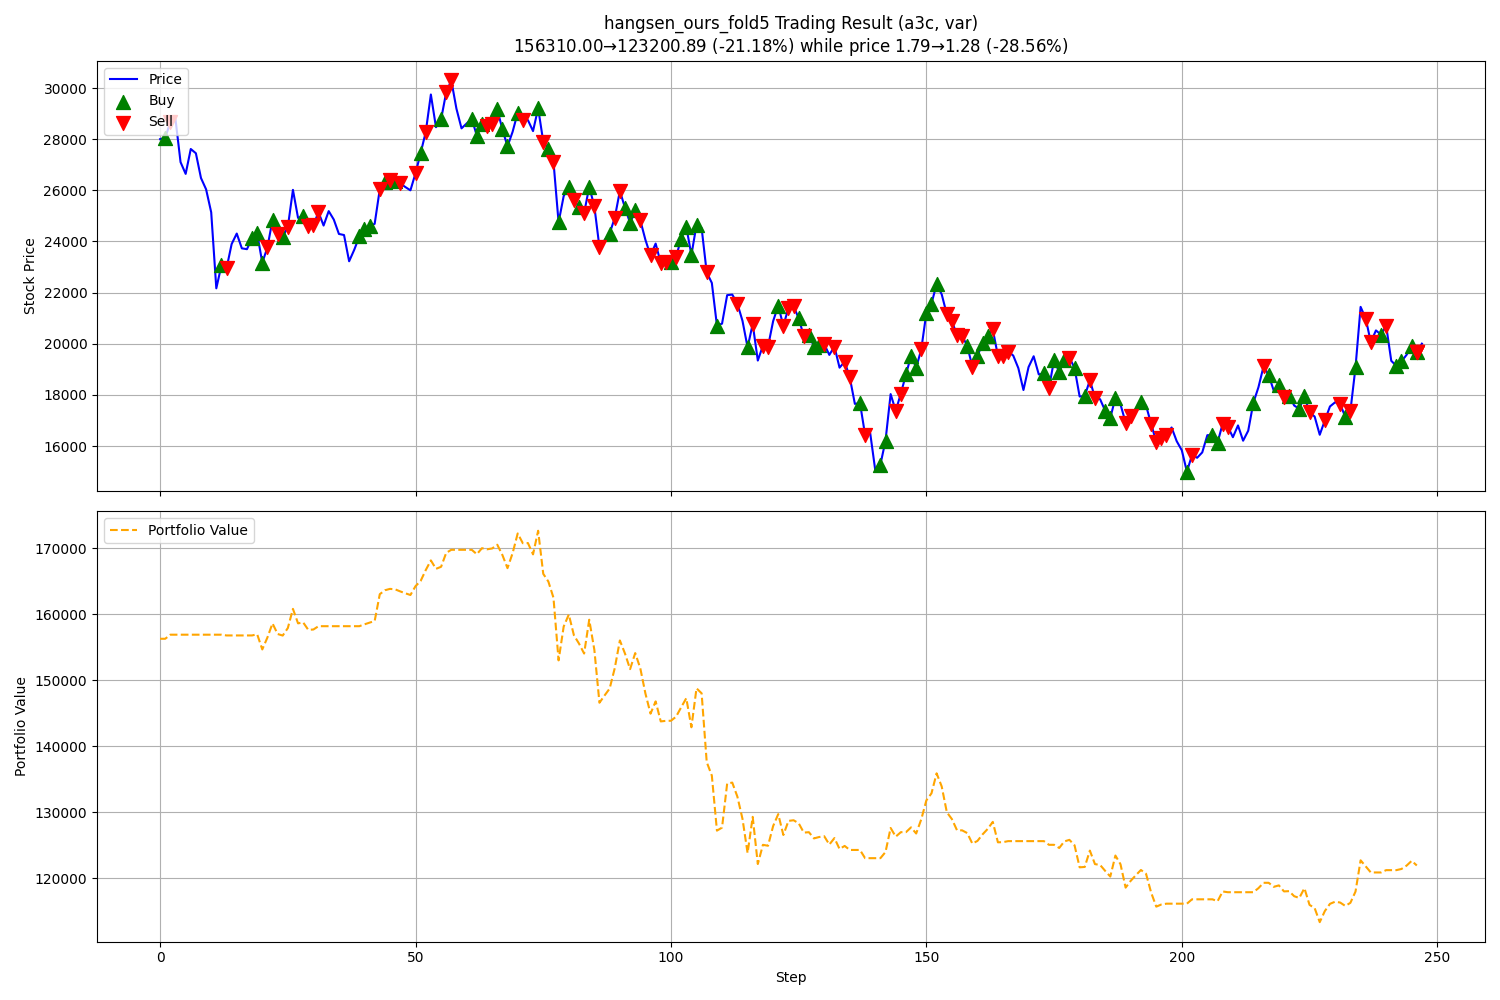 hangsen_ours_fold5 Trading Result (a3c, var)
156310.00→123200.89 (-21.18%) while price 1.79→1.28 (-28.56%)
Price
Buy
Sell
Stock Price
30000
28000
26000
24000
22000
20000
18000
16000
Portfolio Value
Portfolio Value
170000
160000
150000
140000
130000
120000
0
50
100
150
200
250
Step